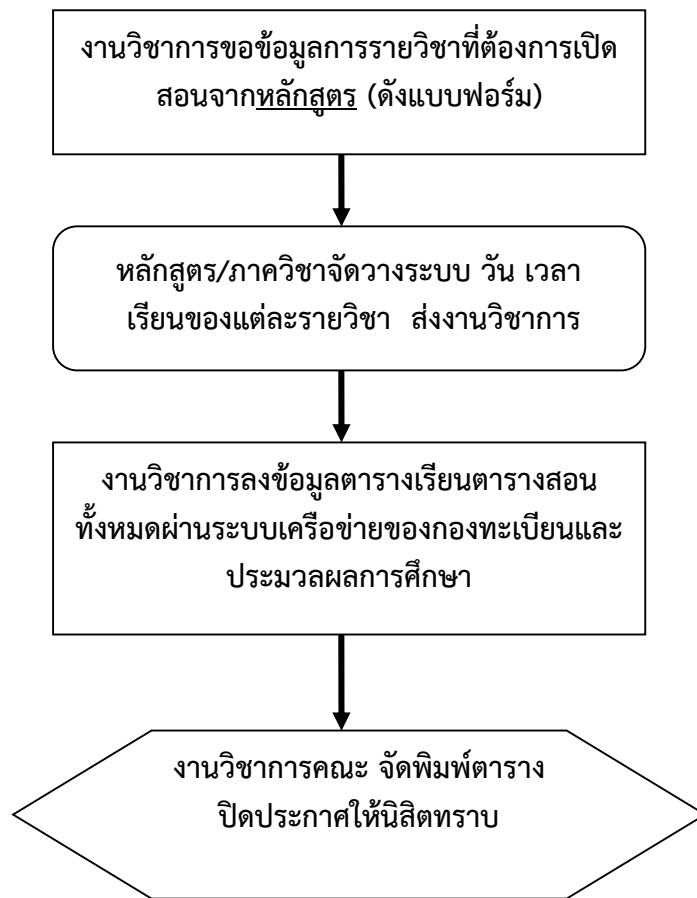 งานวิชาการขอข้อมูลการรายวิชาที่ต้องการเปิด
สอนจากหลักสูตร (ดังแบบฟอร์ม)
หลักสูตร/ภาควิชาจัดวางระบบ วัน เวลา
เรียนของแต่ละรายวิชา ส่งงานวิชาการ
งานวิชาการลงข้อมูลตารางเรียนตารางสอน
ทั้งหมดผ่านระบบเครือข่ายของกองทะเบียนและ
ประมวลผลการศึกษา
งานวิชาการคณะ จัดพิมพ์ตาราง
ปิดประกาศให้นิสิตทราบ